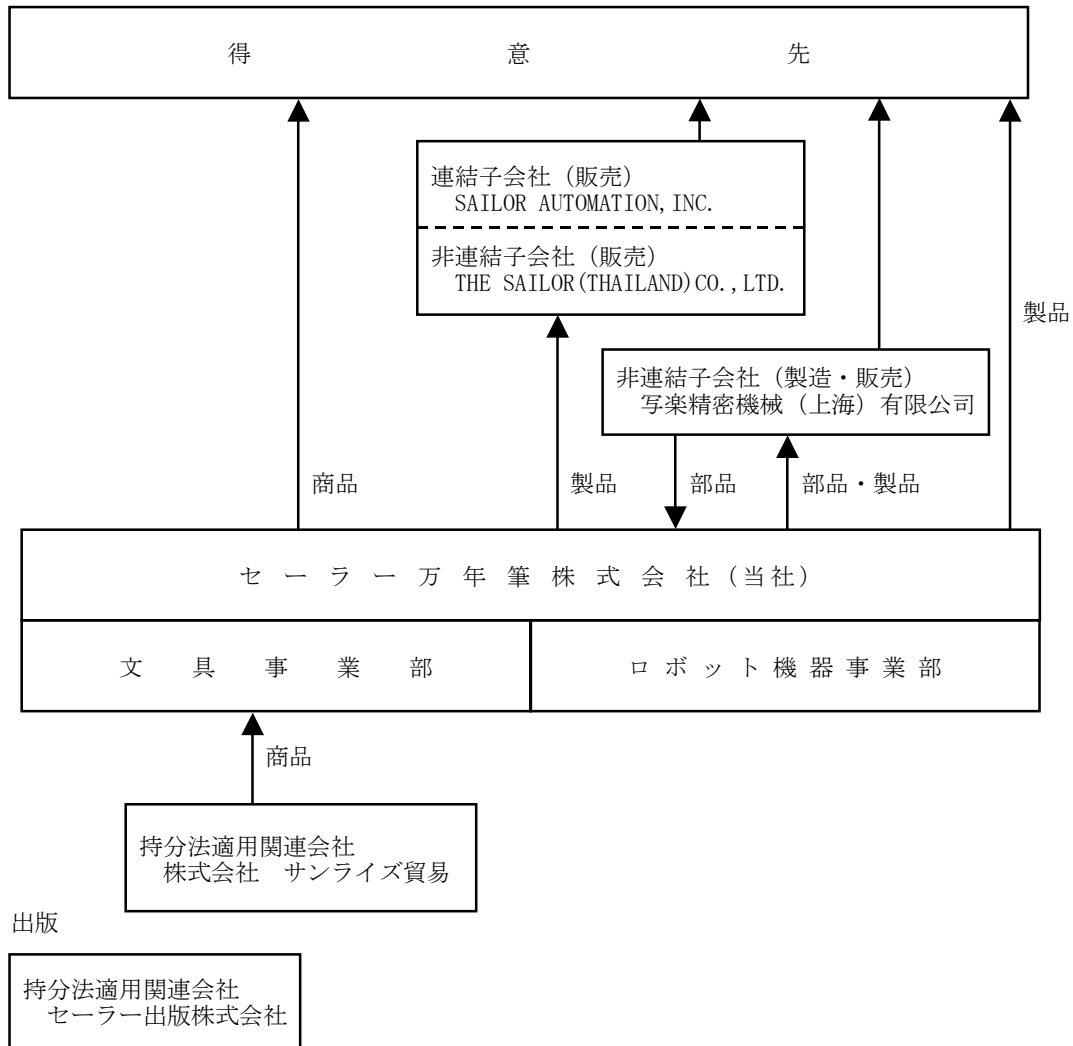 得意先
連結子会社（販売）
SAILOR AUTOMATION,INC.
非連結子会社（販売）
THE SAILOR(THAILAND)CO.,LTD.
製品
非連結子会社（製造・販売）
写楽精密機械（上海）有限公司
商品
製品
部品
部品・製品
セーラー万年筆株式会社(当社)
文具事業部
ロボット機器事業部
商品
持分法適用関連会社
株式会社　サンライズ貿易
出版
持分法適用関連会社
セーラー出版株式会社